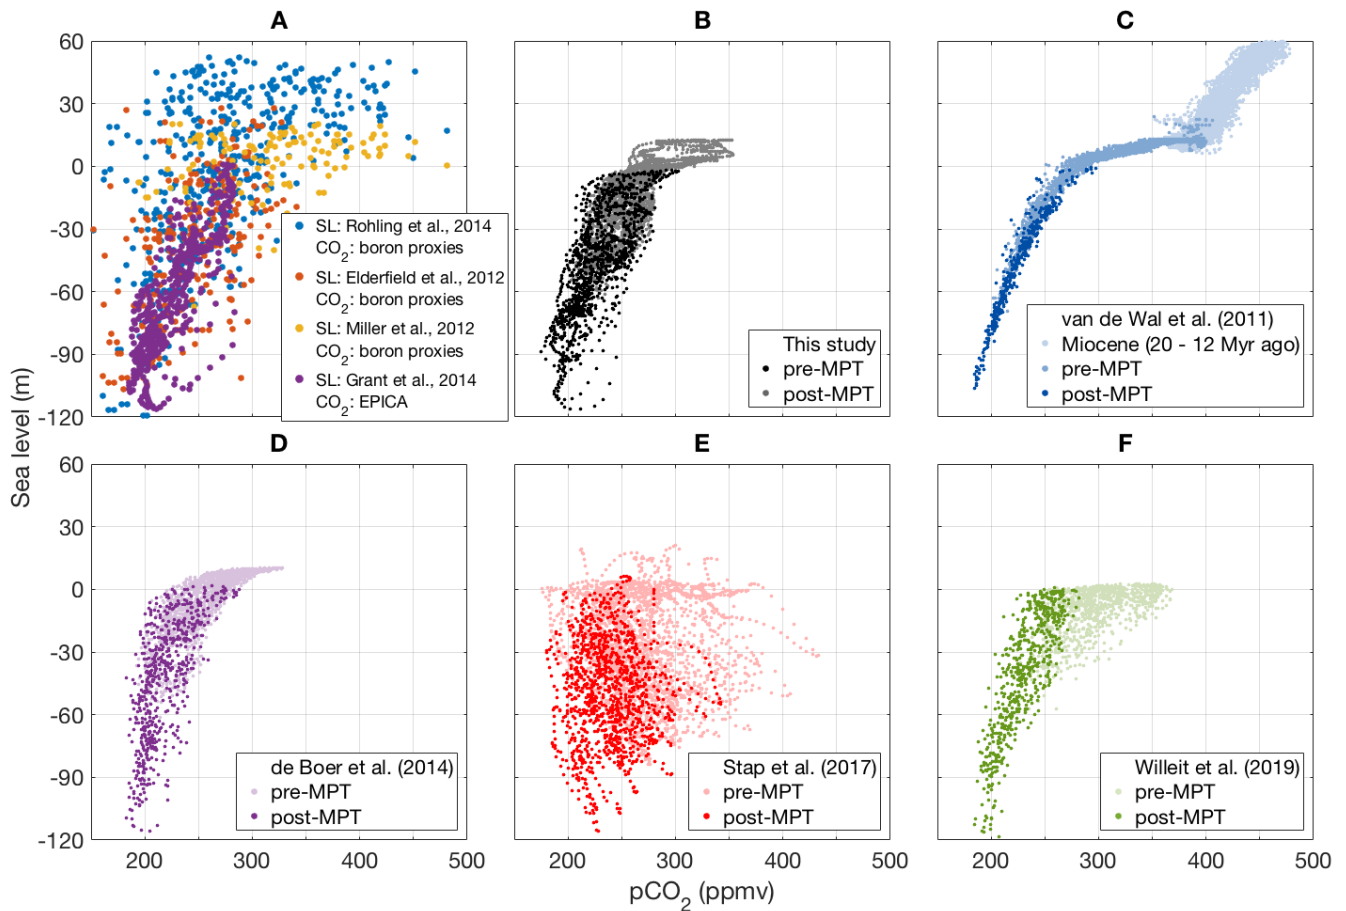 A
B
C
60
30
0
-30
-60
-90
-120
SL: Rohling et al., 2014
CO2: boron proxies
SL: Elderfield et al., 2012
CO2: boron proxies
SL: Miller et al., 2012
CO2: boron proxies
SL: Grant et al., 2014
CO2: EPICA
This study
pre-MPT
post-MPT
van de Wal et al. (2011)
Miocene (20 - 12 Myr ago)
pre-MPT
post-MPT
Sea level (m)
D
E
F
60
30
0
-30
-60
-90
-120
de Boer et al. (2014)
pre-MPT
post-MPT
Stap et al. (2017)
pre-MPT
post-MPT
Willeit et al. (2019)
pre-MPT
post-MPT
200 300 400 500
200 300 400 500
200 300 400 500
pCO2 (ppmv)